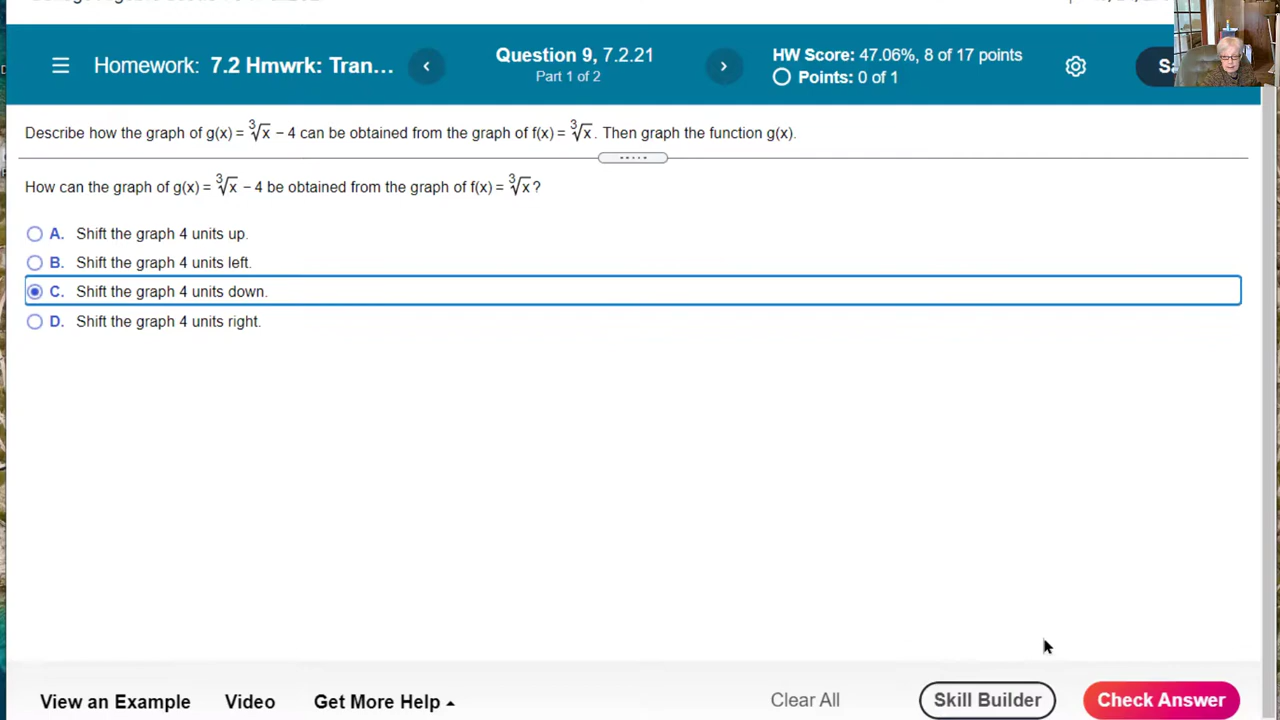 Homework: 7.2 Hmwrk: Tran...
Question 9, 7.2.21
Part 1 of 2
HW Score: 47.06%, 8 of 17 points
Points: 0 of 1
Describe how the graph of g(x) = ∛x − 4 can be obtained from the graph of f(x) = ∛x. Then graph the function g(x).
How can the graph of g(x) = ∛x − 4 be obtained from the graph of f(x) = ∛x?
A. Shift the graph 4 units up.
B. Shift the graph 4 units left.
C. Shift the graph 4 units down.
D. Shift the graph 4 units right.
View an Example
Video
Get More Help
Clear All
Skill Builder
Check Answer